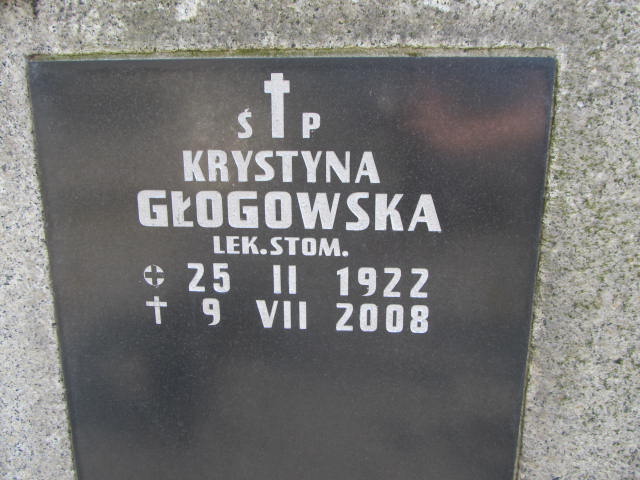 Ś P
KRYSTYNA
GŁOGOWSKA
LEK.STOM.
25 II 1922
9 VII 2008